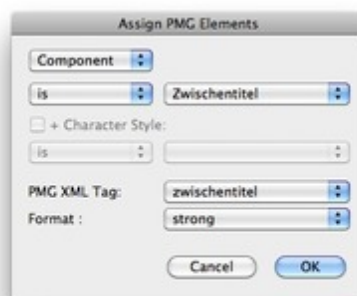 Assign PMG Elements
Component
is Zwischentitel
+ Character Style:
is
PMG XML Tag: zwischentitel
Format : strong
Cancel OK